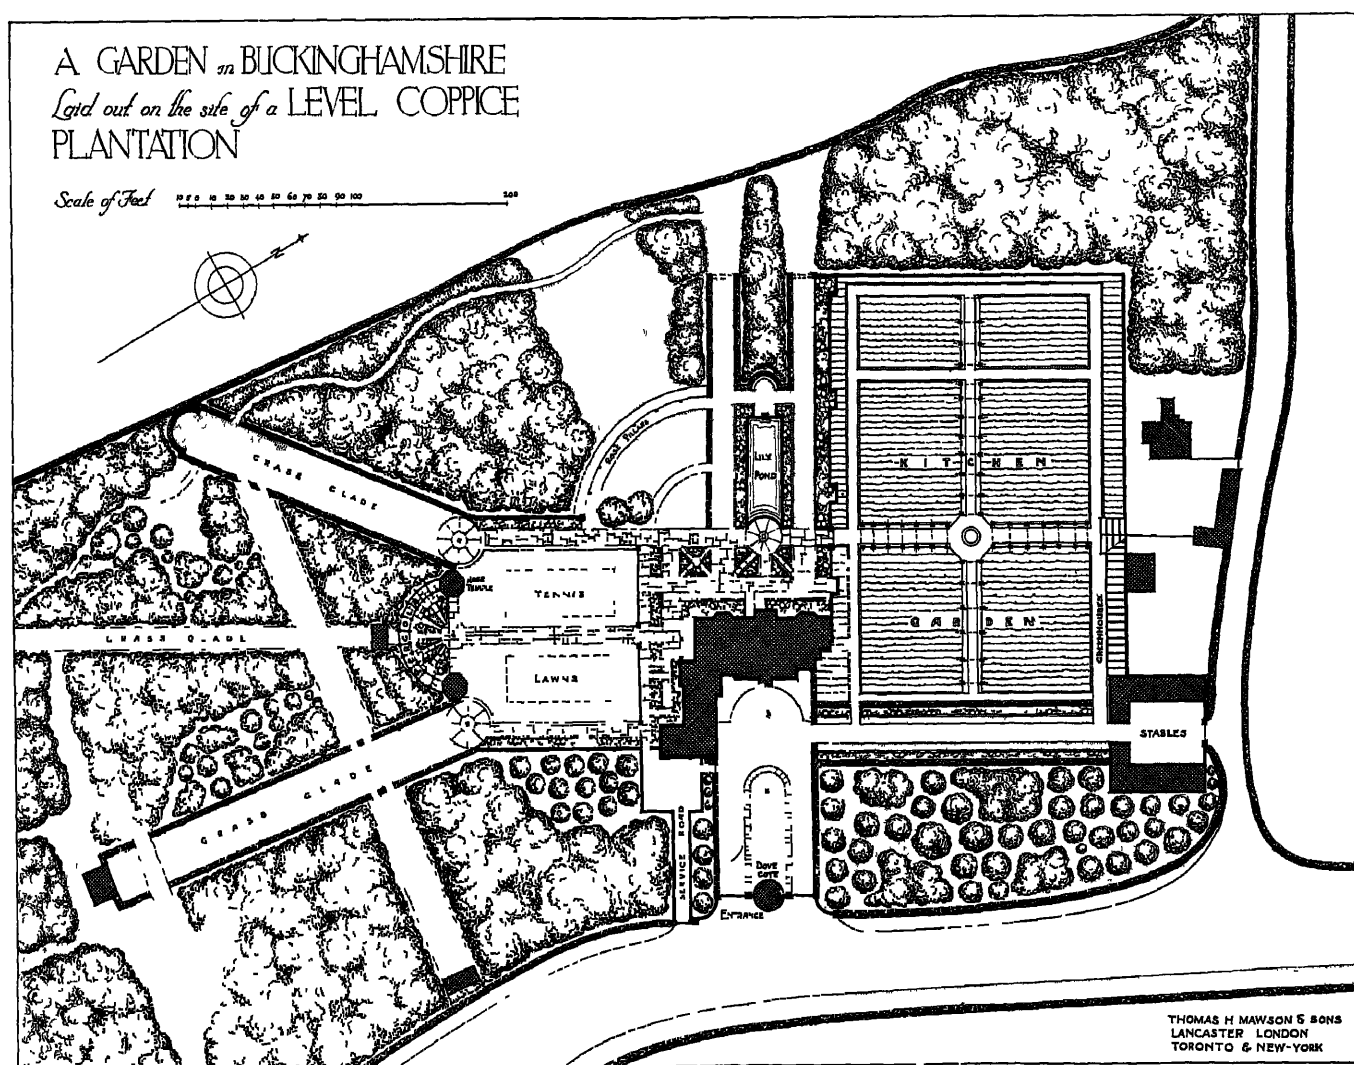 A GARDEN in BUCKINGHAMSHIRE
Laid out on the site of a LEVEL COPPICE
PLANTATION
Scale of Feet 10 5 0 10 20 30 40 50 60 70 80 90 100 200
N
GRASS GLADE
LILY
POND
KITCHEN
ROSE
TEMPLE
TENNIS
GRASS GLADE
GARDEN
GREENHOUSES
LAWNS
STABLES
GRASS GLADE
SERVICE ROAD
DOVE
COTE
ENTRANCE
THOMAS H MAWSON & SONS
LANCASTER LONDON
TORONTO & NEW-YORK